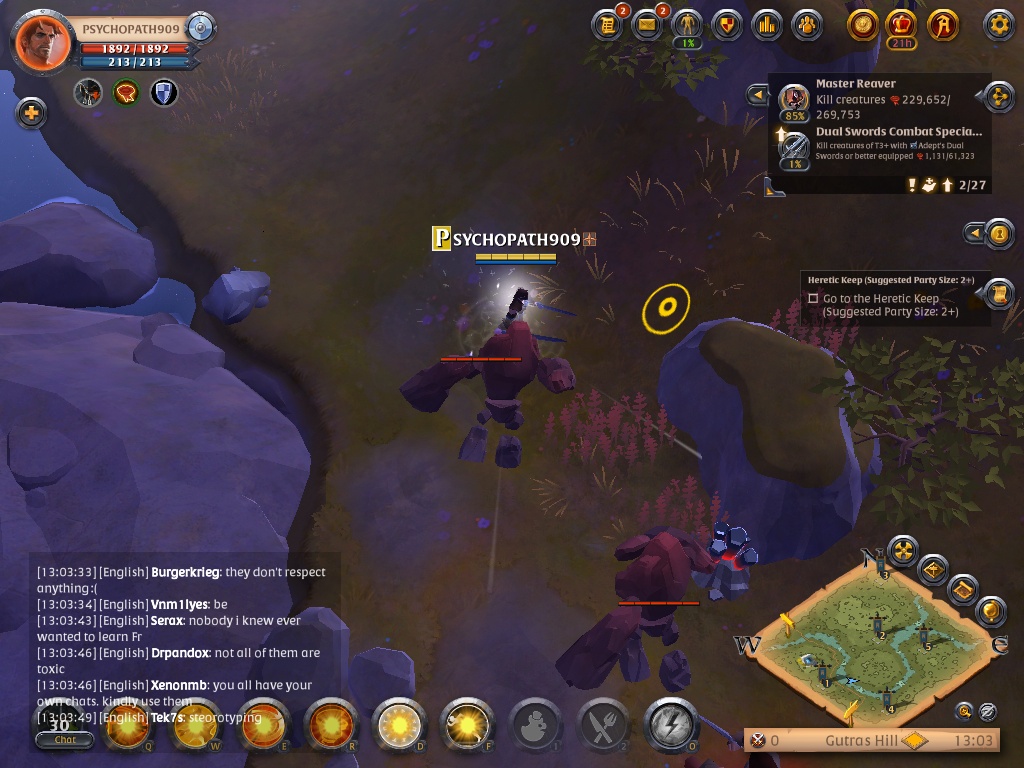 PSYCHOPATH909
1892 / 1892
213 / 213
2
2
1%
21h
Master Reaver
Kill creatures 229,652/
269,753
85%
Dual Swords Combat Specia...
Kill creatures of T3+ with Adept's Dual
Swords or better equipped 1,131/61,323
1%
2/27
PSYCHOPATH909
Heretic Keep (Suggested Party Size: 2+)
Go to the Heretic Keep
(Suggested Party Size: 2+)
[13:03:33] [English] Burgerkrieg: they don't respect
anything:(
[13:03:34] [English] Vnm1lyes: be
[13:03:43] [English] Serax: nobody i knew ever
wanted to learn Fr
[13:03:46] [English] Drpandox: not all of them are
toxic
[13:03:46] [English] Xenonmb: you all have your
own chats. kindly use them
[13:03:49] [English] Tek7s: steorotyping
30
Chat
Q
W
E
R
D
F
1
2
O
N
W
E
3
2
5
1
4
0
Gutras Hill
13:03